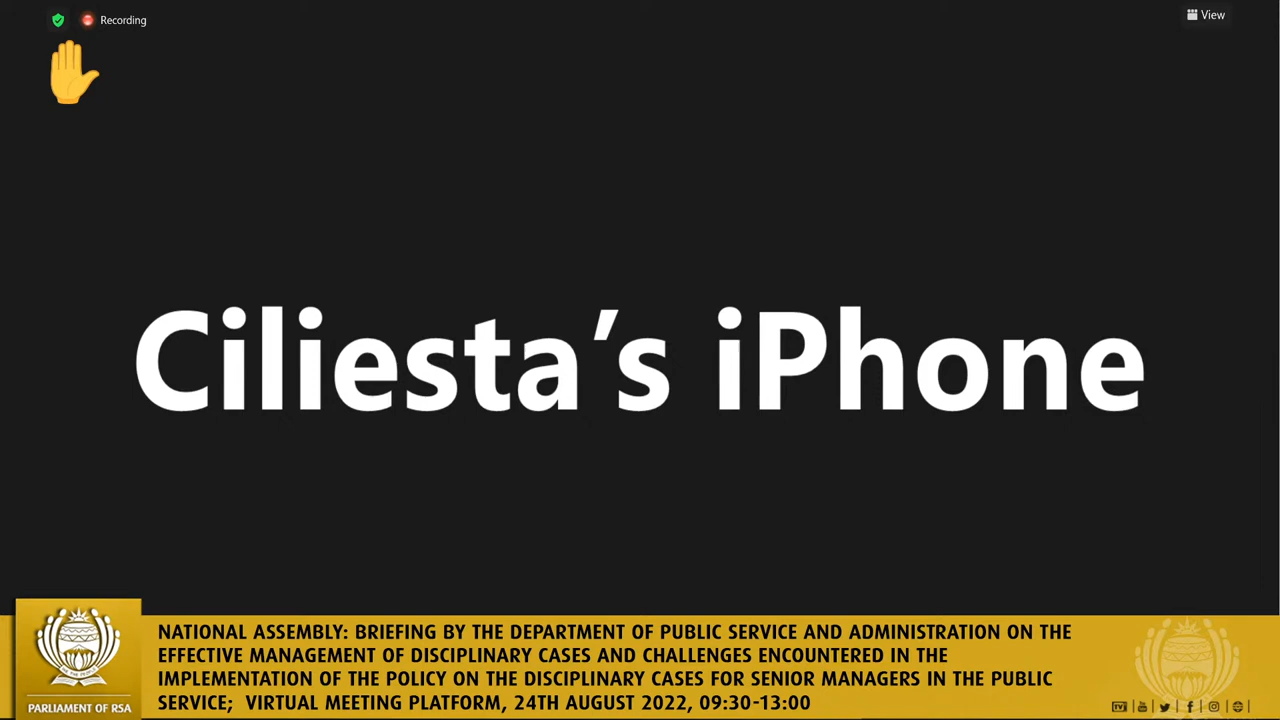 Recording
View
Ciliesta’s iPhone
NATIONAL ASSEMBLY: BRIEFING BY THE DEPARTMENT OF PUBLIC SERVICE AND ADMINISTRATION ON THE
EFFECTIVE MANAGEMENT OF DISCIPLINARY CASES AND CHALLENGES ENCOUNTERED IN THE
IMPLEMENTATION OF THE POLICY ON THE DISCIPLINARY CASES FOR SENIOR MANAGERS IN THE PUBLIC
SERVICE; VIRTUAL MEETING PLATFORM, 24TH AUGUST 2022, 09:30-13:00
PARLIAMENT OF RSA